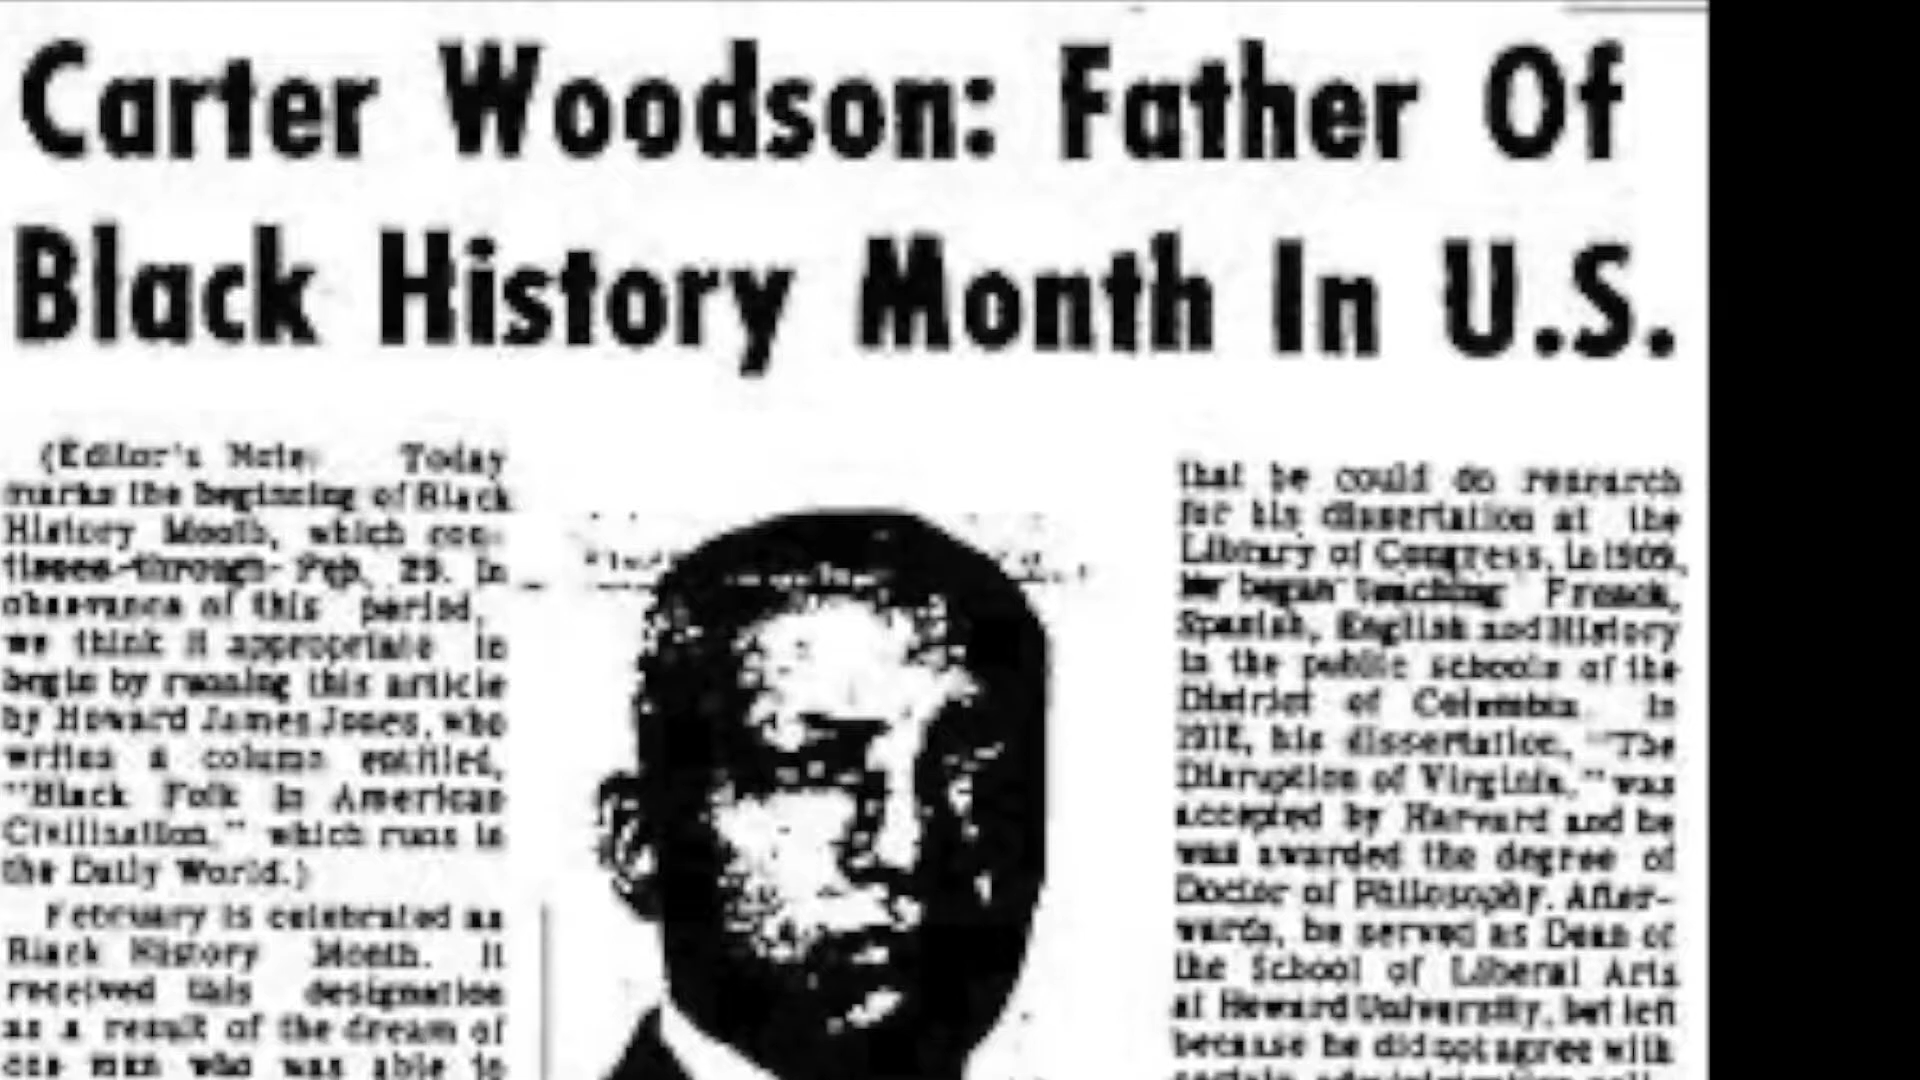 Carter Woodson: Father Of
Black History Month In U.S.
(Editor's Note: Today
marks the beginning of Black
History Month, which con-
tinues through Feb. 29. In
observance of this period,
we think it appropriate to
begin by running this article
by Howard James Jones, who
writes a column entitled,
"Black Folk in American
Civilization," which runs in
the Daily World.)
February is celebrated as
Black History Month. It
received this designation
as a result of the dream of
one man who was able to
that he could do research
for his dissertation at the
Library of Congress. In 1909,
he began teaching French,
Spanish, English and History
in the public schools of the
District of Columbia. In
1912, his dissertation, "The
Disruption of Virginia," was
accepted by Harvard and he
was awarded the degree of
Doctor of Philosophy. After-
wards, he served as Dean of
the School of Liberal Arts
at Howard University, but left
because he did not agree with